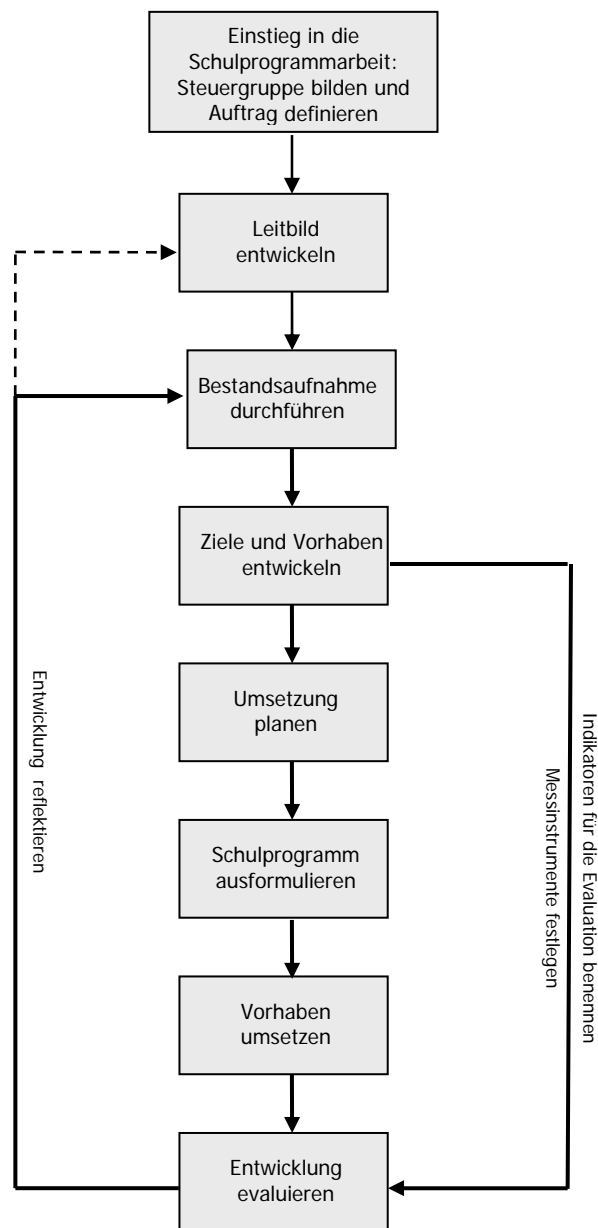 Einstieg in die
Schulprogrammarbeit:
Steuergruppe bilden und
Auftrag definieren
Leitbild
entwickeln
Bestandsaufnahme
durchführen
Ziele und Vorhaben
entwickeln
Umsetzung
planen
Schulprogramm
ausformulieren
Vorhaben
umsetzen
Entwicklung
evaluieren
Entwicklung reflektieren
Indikatoren für die Evaluation benennen
Messinstrumente festlegen